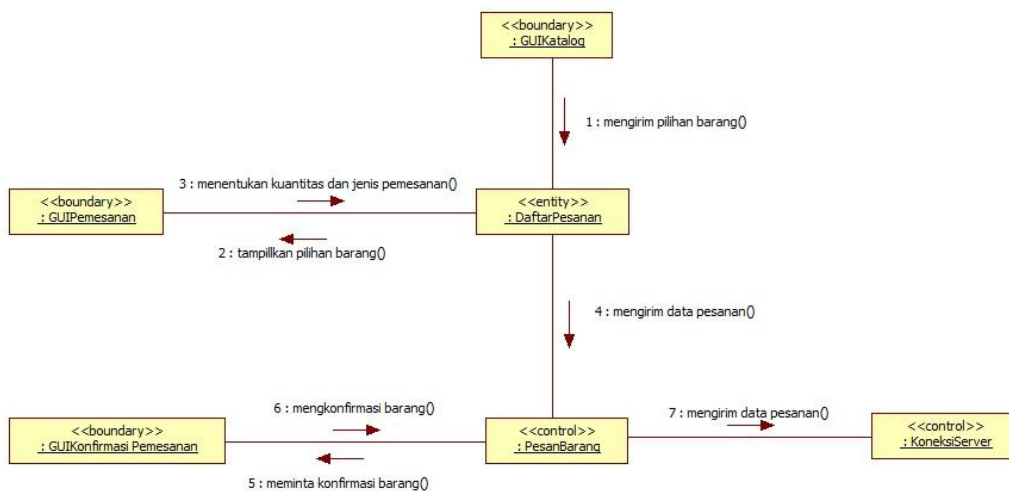 <<boundary>>
: GUIKatalog
1 : mengirim pilihan barang()
3 : menentukan kuantitas dan jenis pemesanan()
<<boundary>>
: GUIPemesanan
<<entity>>
: DaftarPesanan
2 : tampillkan pilihan barang()
4 : mengirim data pesanan()
6 : mengkonfirmasi barang()
7 : mengirim data pesanan()
<<boundary>>
: GUIKonfirmasi Pemesanan
<<control>>
: PesanBarang
<<control>>
: KoneksiServer
5 : meminta konfirmasi barang()